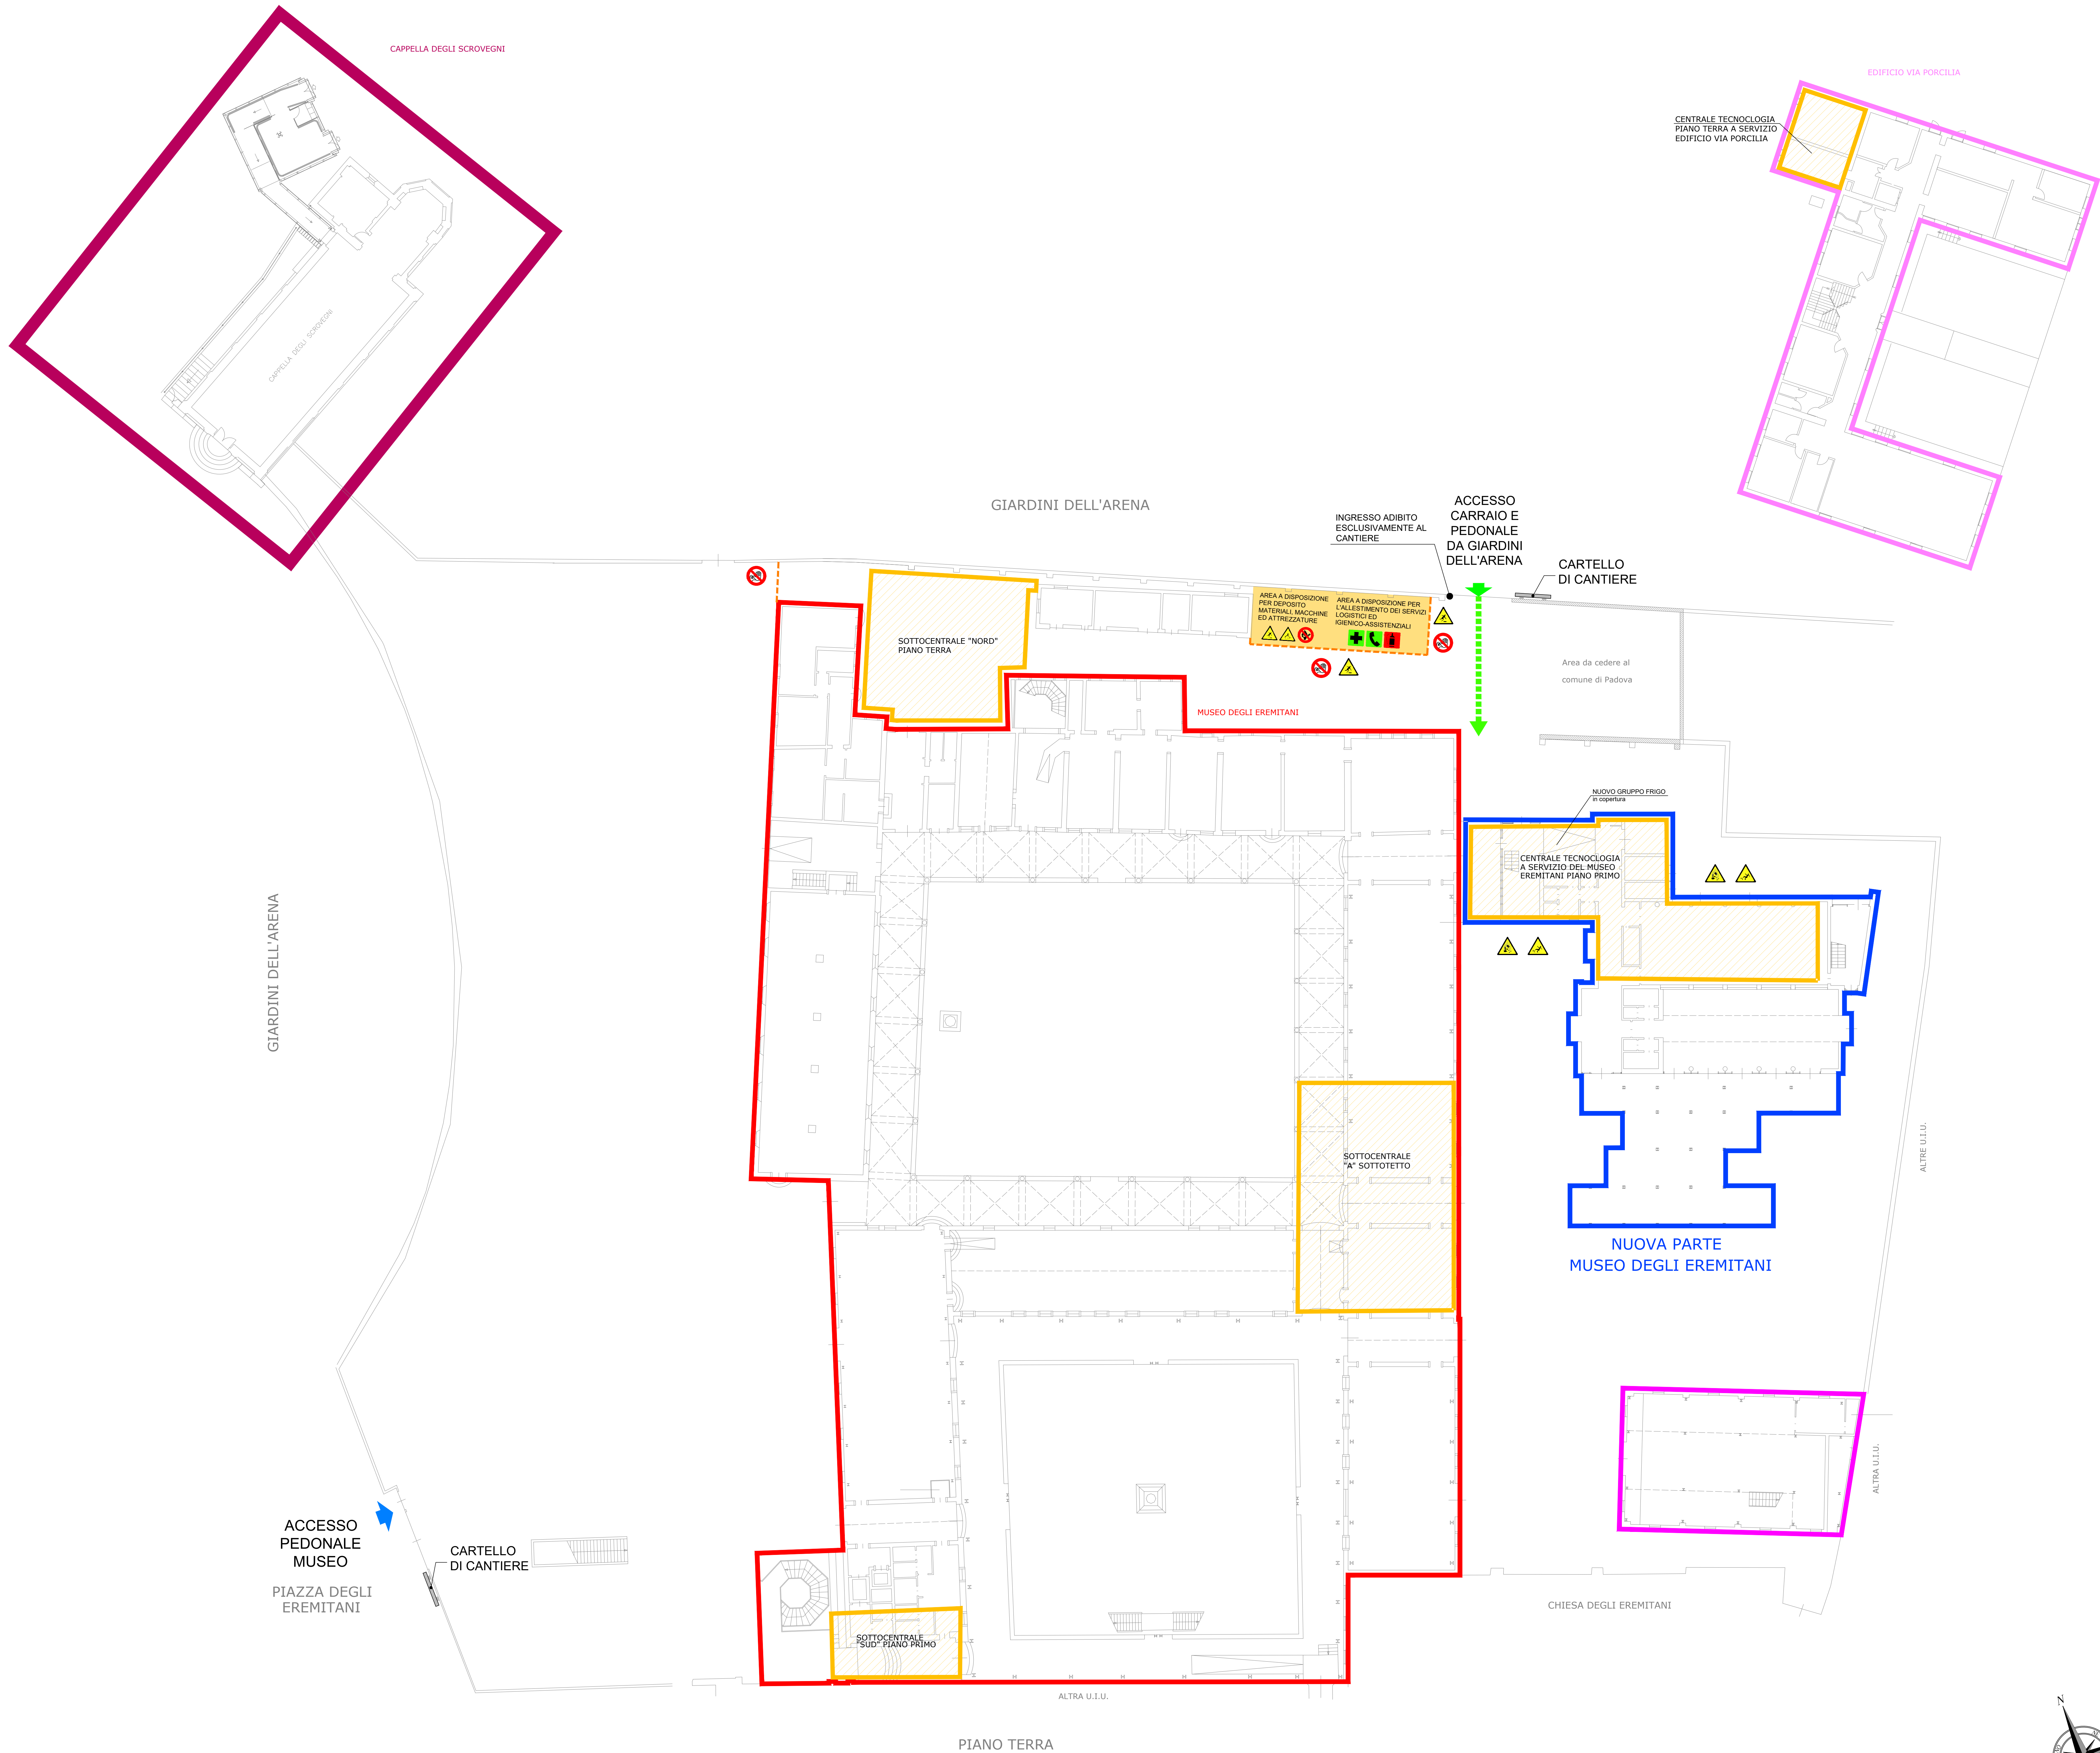 CAPPELLA DEGLI SCROVEGNI
EDIFICIO VIA PORCILIA
CENTRALE TECNOCLOGIA
PIANO TERRA A SERVIZIO
EDIFICIO VIA PORCILIA
CAPPELLA DEGLI SCROVEGNI
GIARDINI DELL'ARENA
INGRESSO ADIBITO
ESCLUSIVAMENTE AL
CANTIERE
ACCESSO
CARRAIO E
PEDONALE
DA GIARDINI
DELL'ARENA
CARTELLO
DI CANTIERE
AREA A DISPOSIZIONE
PER DEPOSITO
MATERIALI, MACCHINE
ED ATTREZZATURE
AREA A DISPOSIZIONE PER
L'ALLESTIMENTO DEI SERVIZI
LOGISTICI ED
IGIENICO-ASSISTENZIALI
SOTTOCENTRALE "NORD"
PIANO TERRA
Area da cedere al
comune di Padova
MUSEO DEGLI EREMITANI
NUOVO GRUPPO FRIGO
in copertura
CENTRALE TECNOCLOGIA
A SERVIZIO DEL MUSEO
EREMITANI PIANO PRIMO
GIARDINI DELL'ARENA
SOTTOCENTRALE
"A" SOTTOTETTO
ALTRE U.I.U.
NUOVA PARTE
MUSEO DEGLI EREMITANI
ALTRA U.I.U.
ACCESSO
PEDONALE
MUSEO
CARTELLO
DI CANTIERE
PIAZZA DEGLI
EREMITANI
CHIESA DEGLI EREMITANI
SOTTOCENTRALE
"SUD" PIANO PRIMO
ALTRA U.I.U.
PIANO TERRA
N